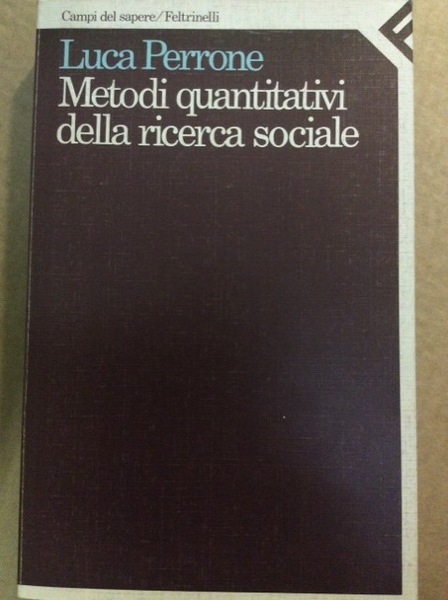 Campi del sapere/Feltrinelli
Luca Perrone
Metodi quantitativi
della ricerca sociale